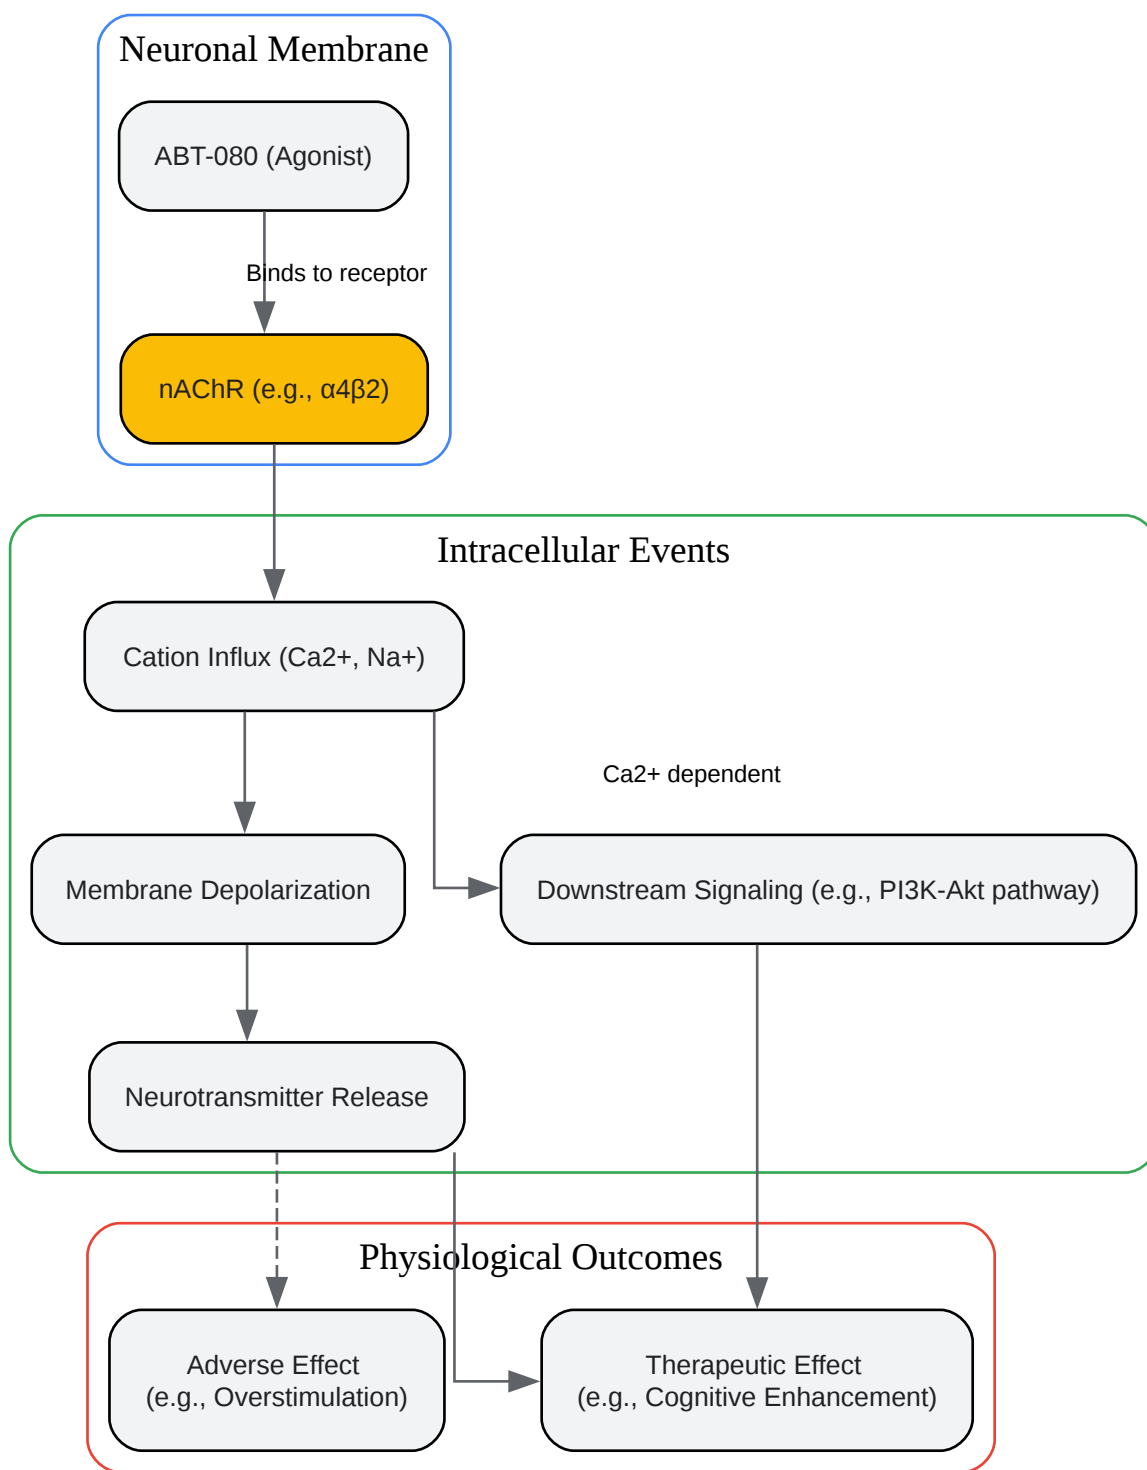 Neuronal Membrane
ABT-080 (Agonist)
Binds to receptor
nAChR (e.g., α4β2)
Intracellular Events
Cation Influx (Ca2+, Na+)
Ca2+ dependent
Membrane Depolarization
Downstream Signaling (e.g., PI3K-Akt pathway)
Neurotransmitter Release
Physiological Outcomes
Adverse Effect
(e.g., Overstimulation)
Therapeutic Effect
(e.g., Cognitive Enhancement)